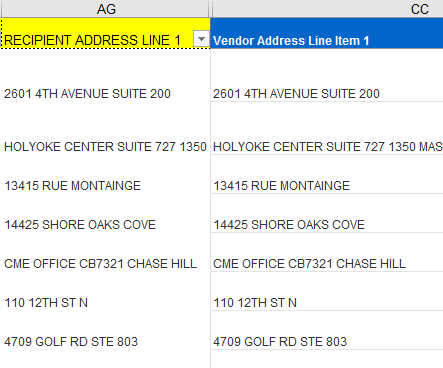 AG CC
RECIPIENT ADDRESS LINE 1 Vendor Address Line Item 1
2601 4TH AVENUE SUITE 200 2601 4TH AVENUE SUITE 200
HOLYOKE CENTER SUITE 727 1350 HOLYOKE CENTER SUITE 727 1350 MAS
13415 RUE MONTAINGE 13415 RUE MONTAINGE
14425 SHORE OAKS COVE 14425 SHORE OAKS COVE
CME OFFICE CB7321 CHASE HILL CME OFFICE CB7321 CHASE HILL
110 12TH ST N 110 12TH ST N
4709 GOLF RD STE 803 4709 GOLF RD STE 803